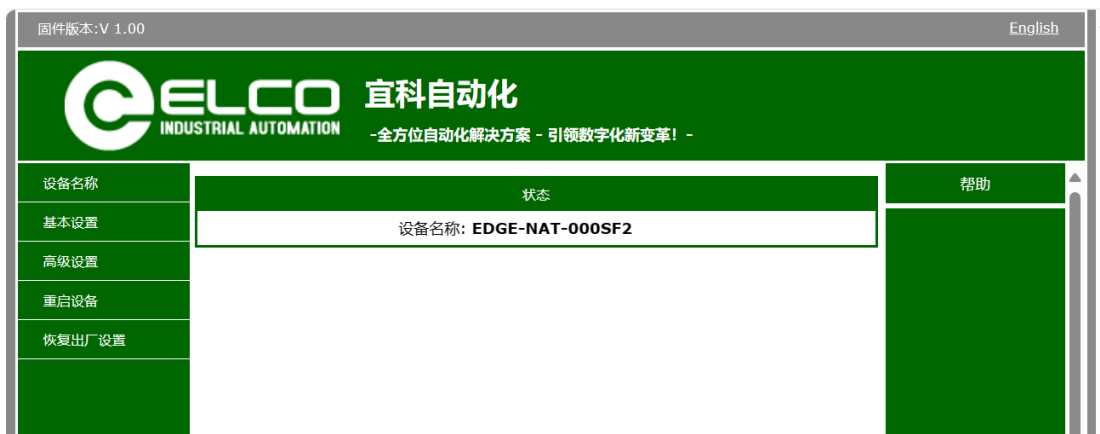 固件版本:V 1.00
English
ELCO
INDUSTRIAL AUTOMATION
宜科自动化
-全方位自动化解决方案 - 引领数字化新变革! -
设备名称
基本设置
高级设置
重启设备
恢复出厂设置
状态
设备名称: EDGE-NAT-000SF2
帮助